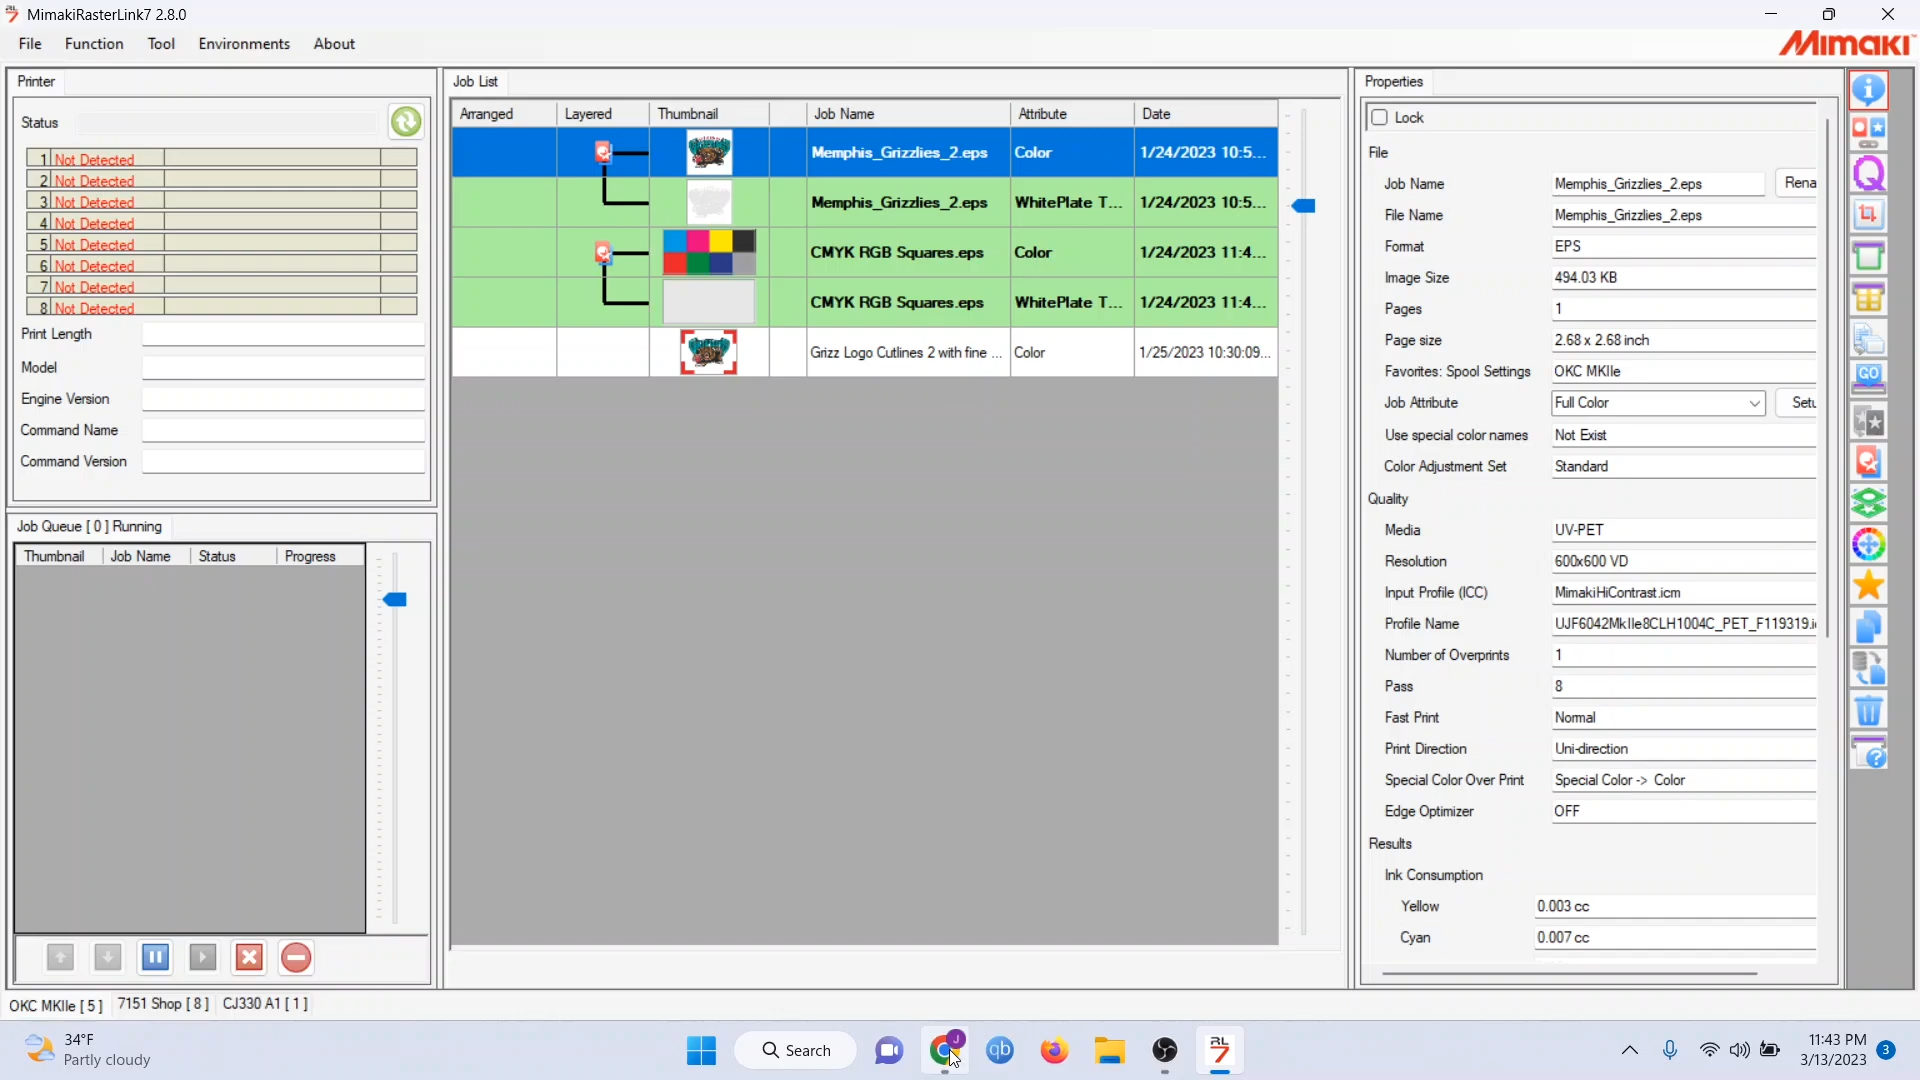 MimakiRasterLink7 2.8.0
File Function Tool Environments About
Mimaki
Printer
Status
1 Not Detected
2 Not Detected
3 Not Detected
4 Not Detected
5 Not Detected
6 Not Detected
7 Not Detected
8 Not Detected
Print Length
Model
Engine Version
Command Name
Command Version
Job Queue [ 0 ] Running
Thumbnail Job Name Status Progress
OKC MKIIe [ 5 ] 7151 Shop [ 8 ] CJ330 A1 [ 1 ]
Job List
Arranged Layered Thumbnail Job Name Attribute Date
Memphis_Grizzlies_2.eps Color 1/24/2023 10:5...
Memphis_Grizzlies_2.eps WhitePlate T... 1/24/2023 10:5...
CMYK RGB Squares.eps Color 1/24/2023 11:4...
CMYK RGB Squares.eps WhitePlate T... 1/24/2023 11:4...
Grizz Logo Cutlines 2 with fine ... Color 1/25/2023 10:30:09...
Properties
Lock
File
Job Name Memphis_Grizzlies_2.eps Rena
File Name Memphis_Grizzlies_2.eps
Format EPS
Image Size 494.03 KB
Pages 1
Page size 2.68 x 2.68 inch
Favorites: Spool Settings OKC MKIIe
Job Attribute Full Color Setu
Use special color names Not Exist
Color Adjustment Set Standard
Quality
Media UV-PET
Resolution 600x600 VD
Input Profile (ICC) MimakiHiContrast.icm
Profile Name UJF6042MkIIe8CLH1004C_PET_F119319.i
Number of Overprints 1
Pass 8
Fast Print Normal
Print Direction Uni-direction
Special Color Over Print Special Color -> Color
Edge Optimizer OFF
Results
Ink Consumption
Yellow 0.003 cc
Cyan 0.007 cc
GO
34°F
Partly cloudy
Search
J
qb
RL
7
11:43 PM
3/13/2023
3